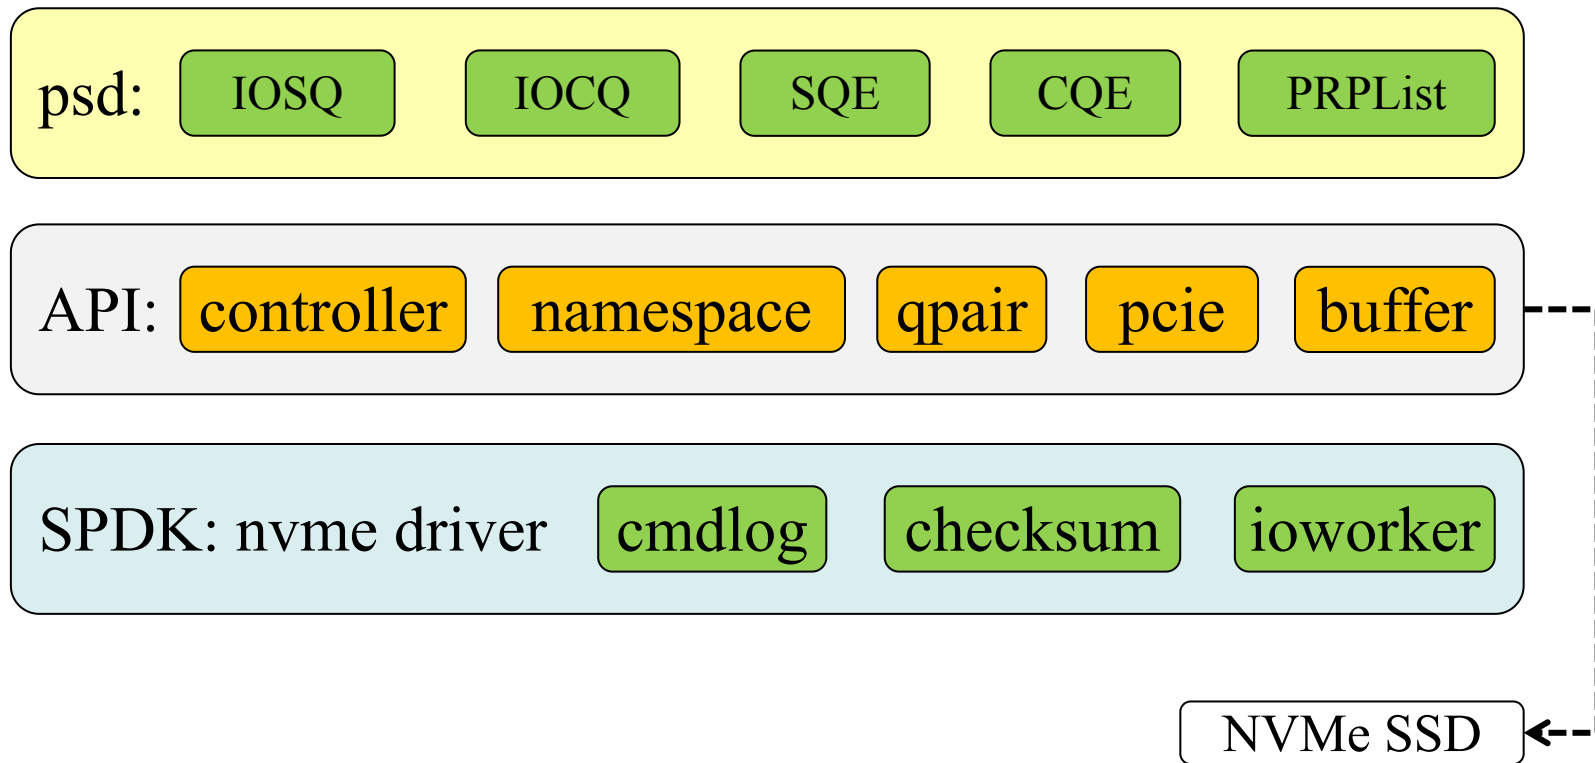 psd: IOSQ IOCQ SQE CQE PRPList
API: controller namespace qpair pcie buffer
SPDK: nvme driver cmdlog checksum ioworker
NVMe SSD